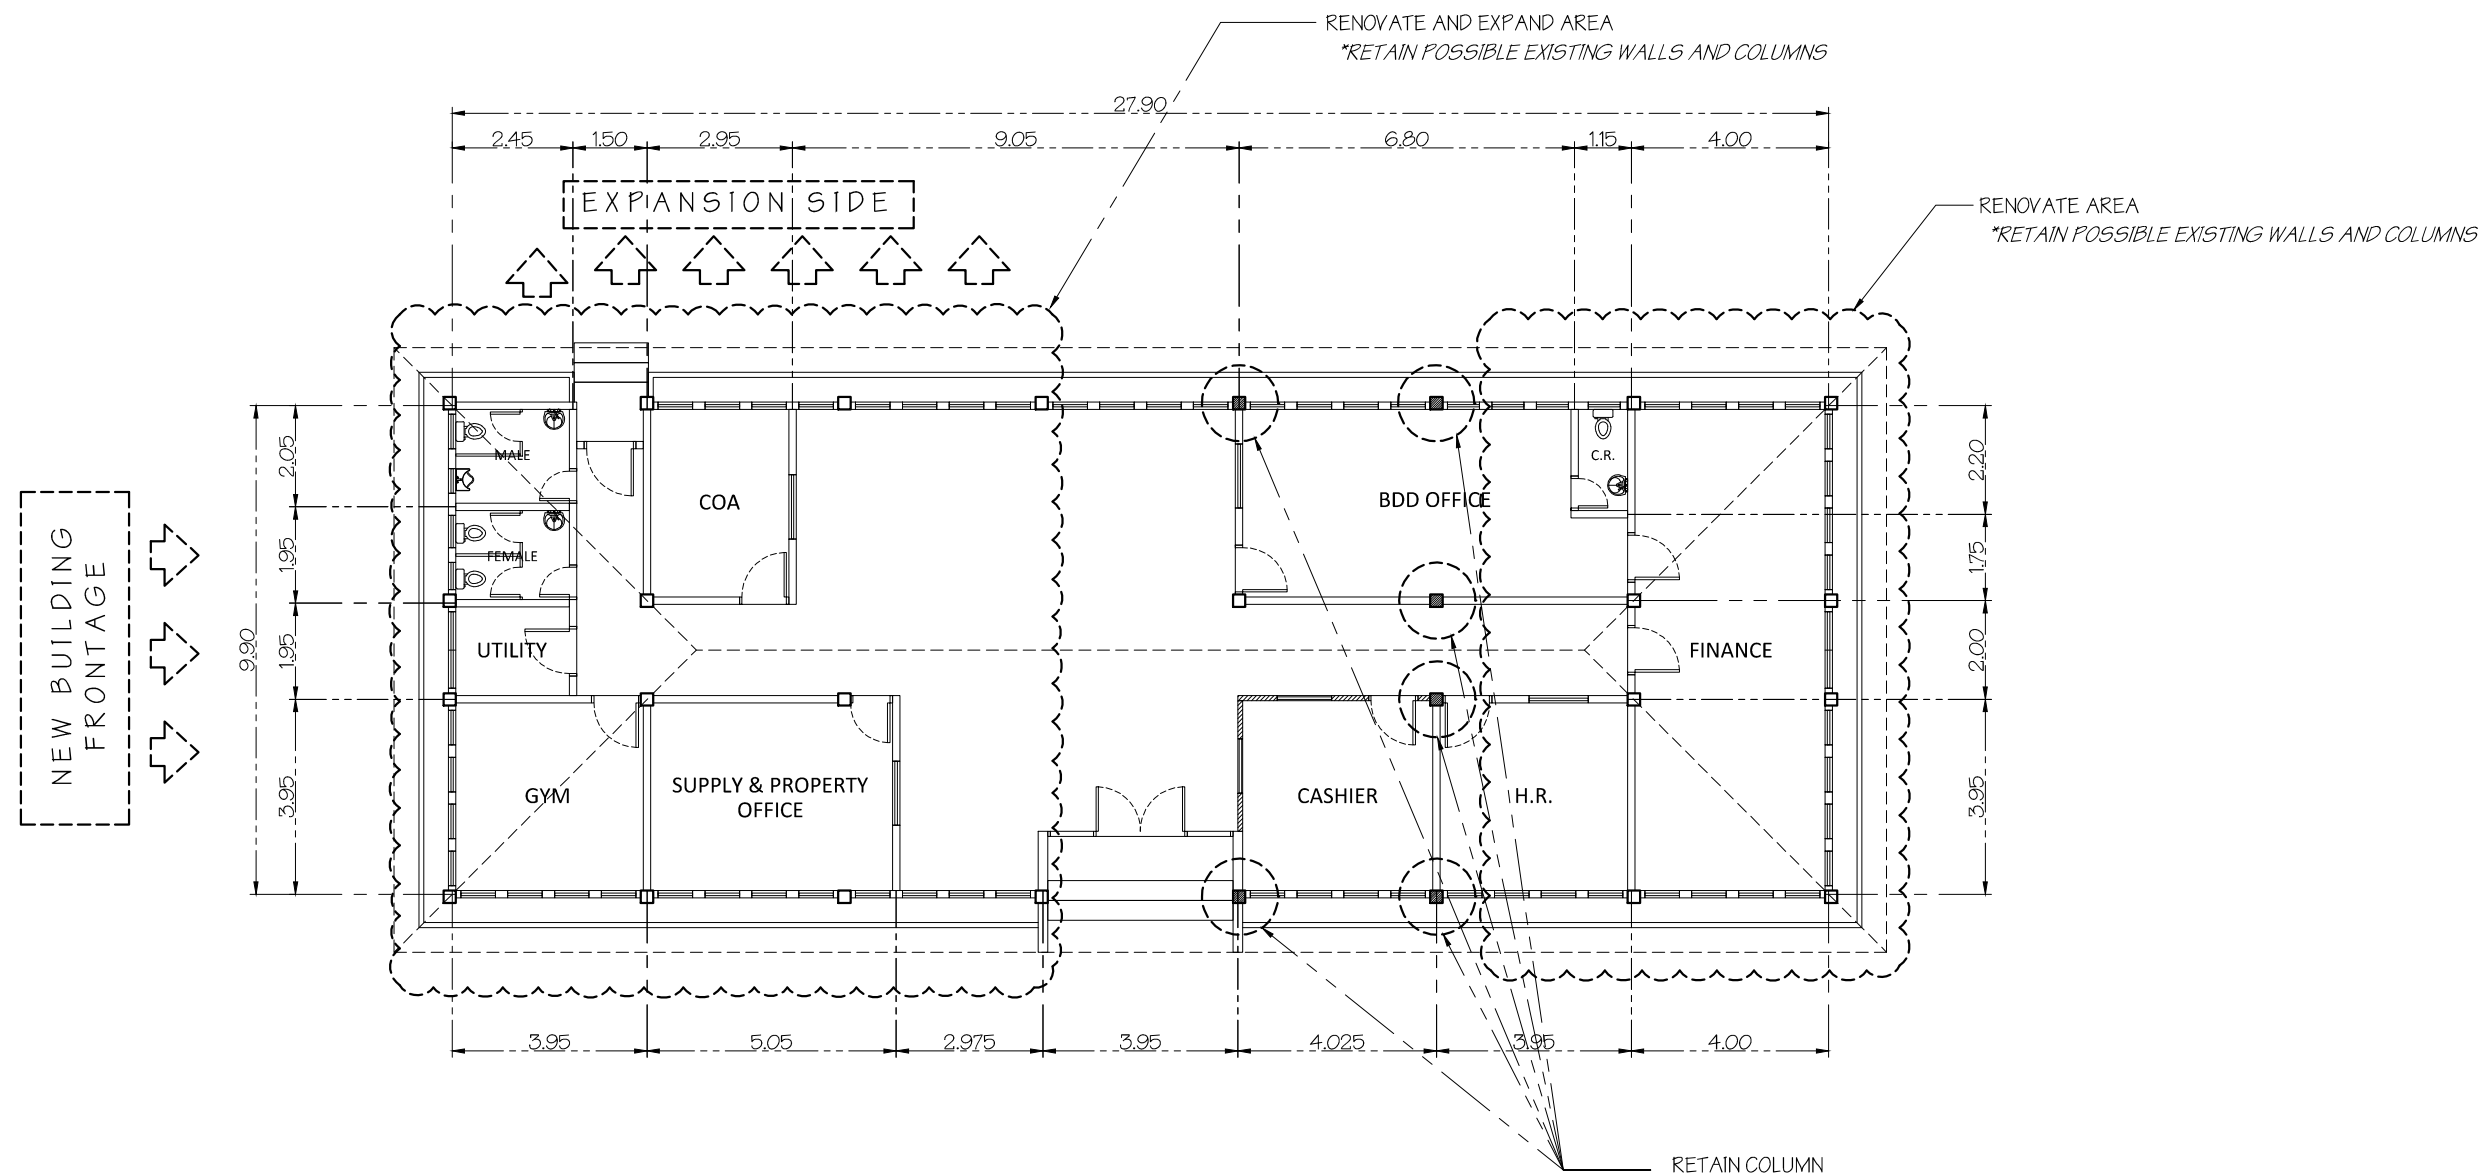 RENOVATE AND EXPAND AREA
*RETAIN POSSIBLE EXISTING WALLS AND COLUMNS
27.90
2.45 1.50 2.95 9.05 6.80 1.15 4.00
EXPANSION SIDE
RENOVATE AREA
*RETAIN POSSIBLE EXISTING WALLS AND COLUMNS
NEW BUILDING
FRONTAGE
9.90
2.05
1.95
1.95
3.95
MALE
FEMALE
UTILITY
COA
GYM
SUPPLY & PROPERTY
OFFICE
BDD OFFICE
C.R.
FINANCE
CASHIER
H.R.
2.20
1.75
2.00
3.95
3.95 5.05 2.975 3.95 4.025 3.95 4.00
RETAIN COLUMN